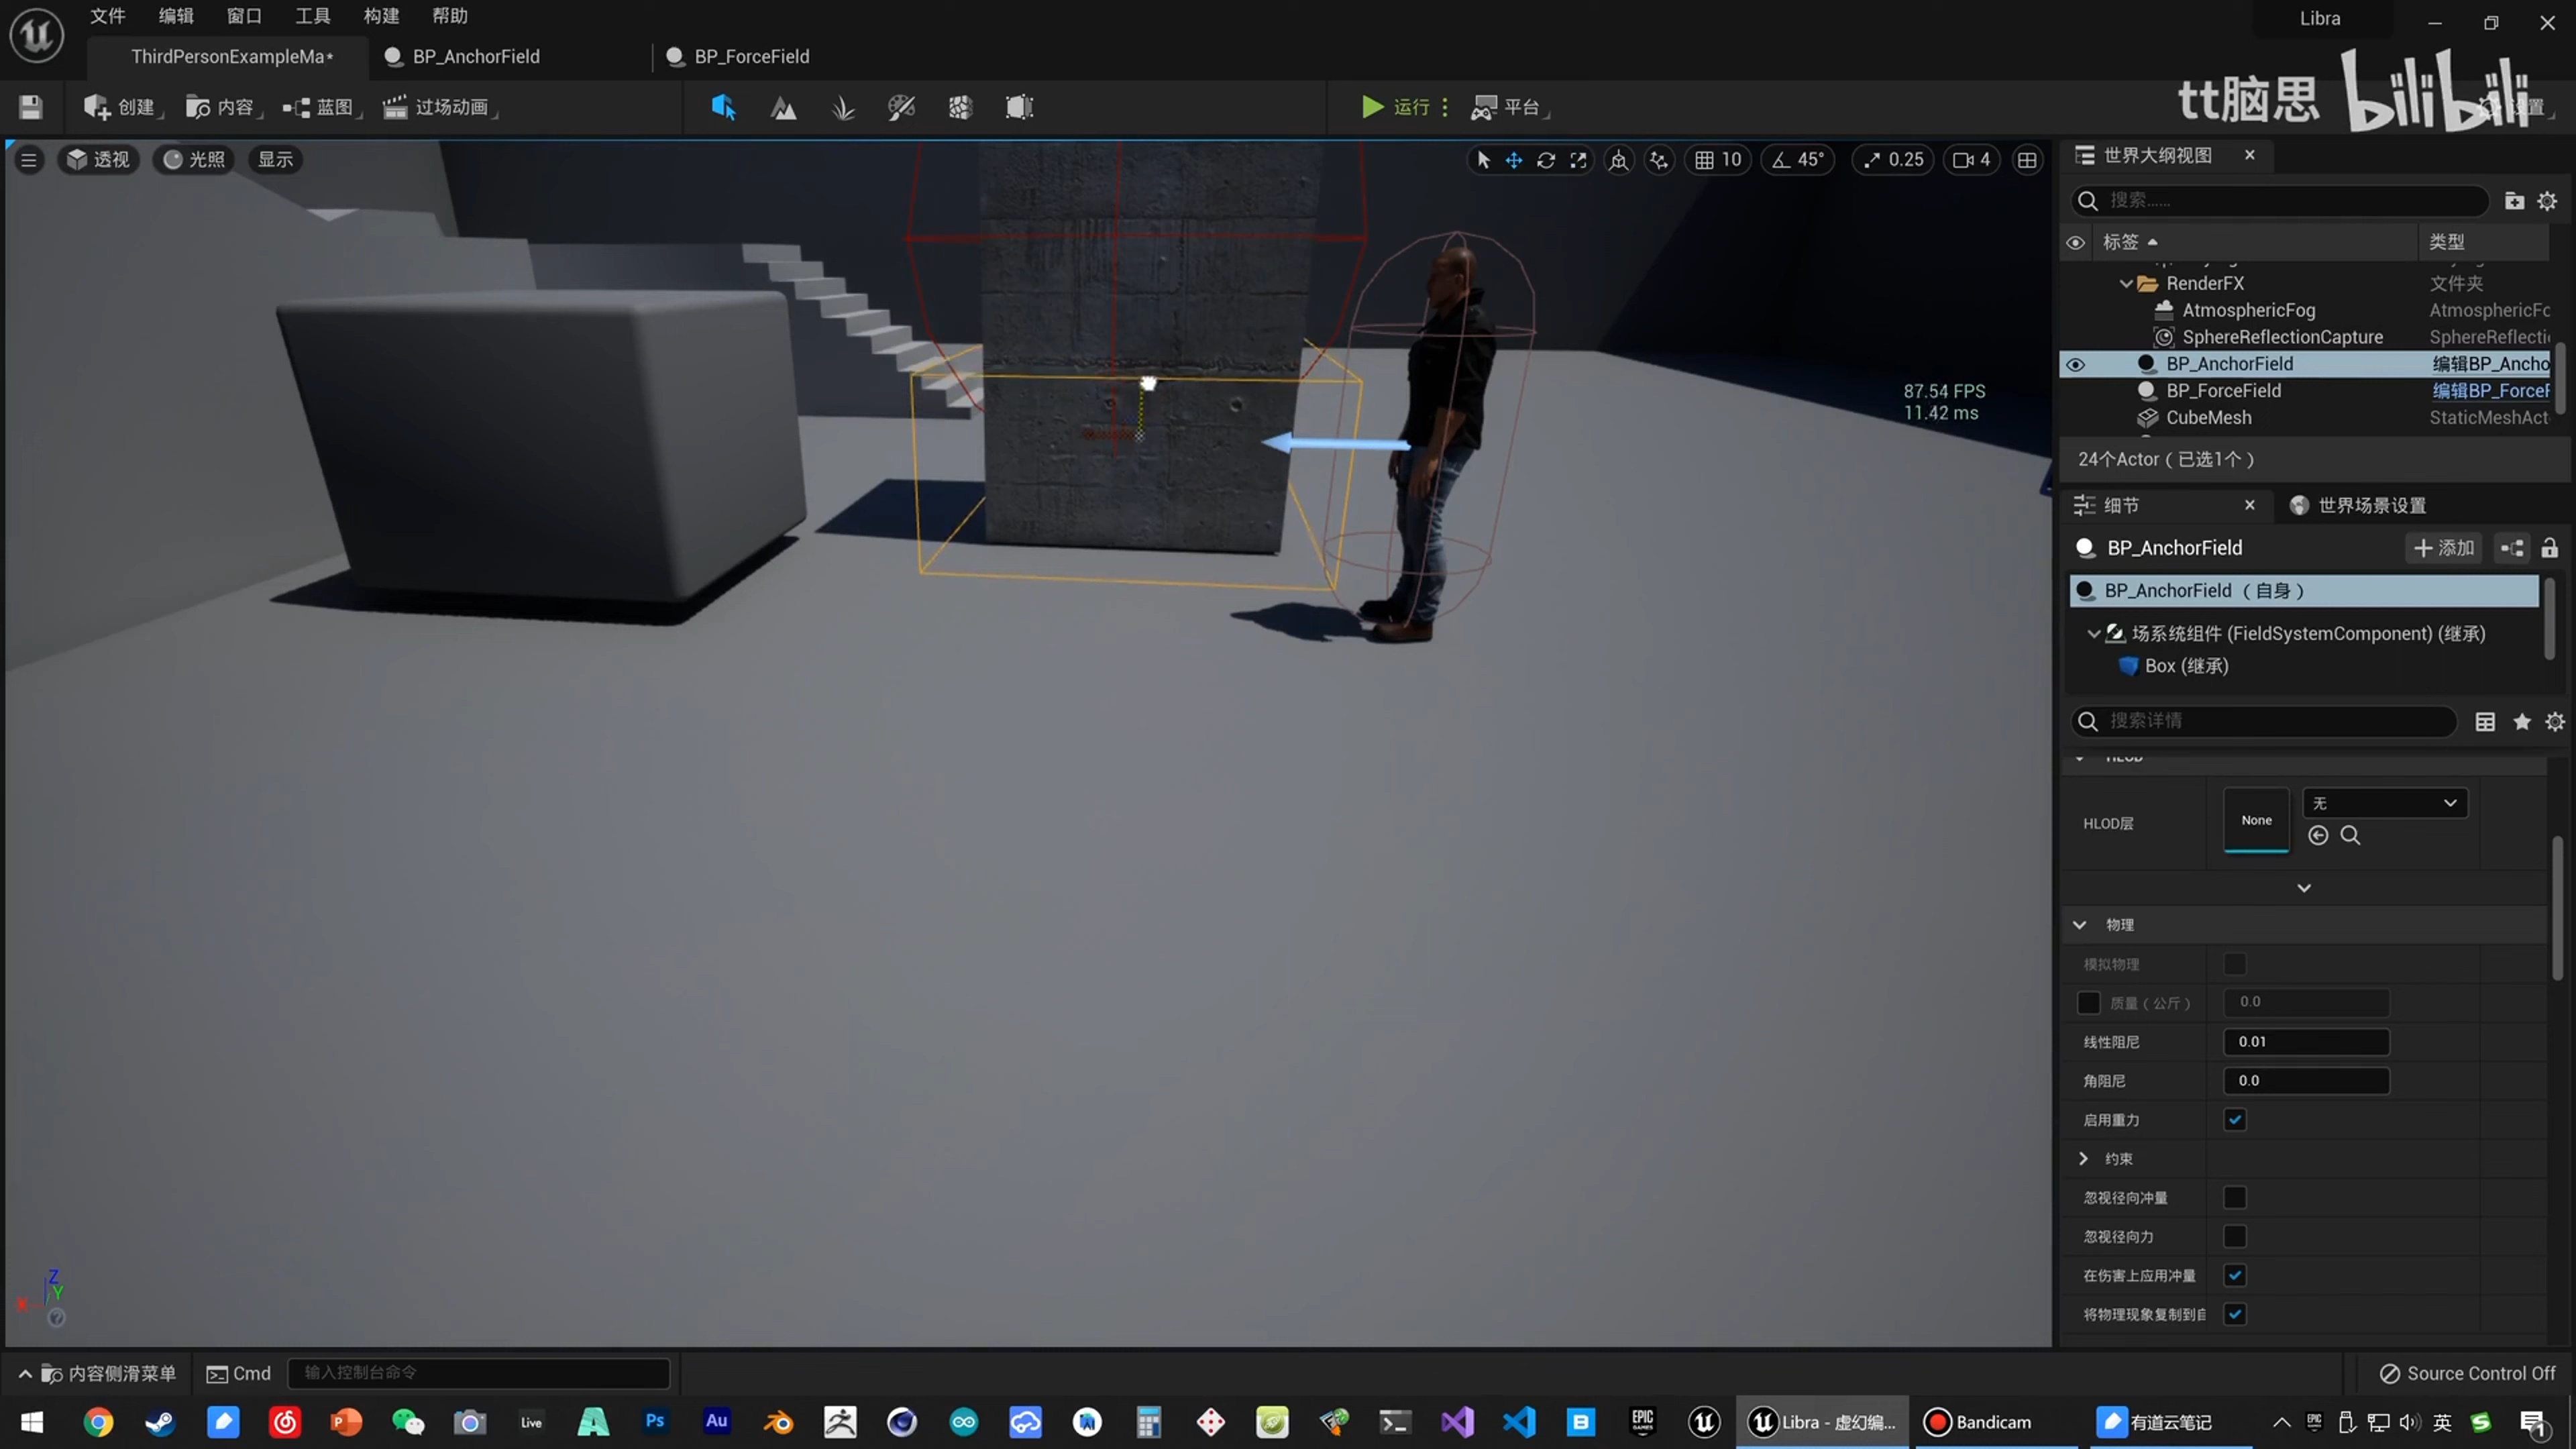 文件 编辑 窗口 工具 构建 帮助 Libra
ThirdPersonExampleMa* BP_AnchorField BP_ForceField
tt脑思 bilibili
创建 内容 蓝图 过场动画 运行 平台 设置
透视 光照 显示 10 45° 0.25 4
世界大纲视图
搜索......
标签 类型
RenderFX 文件夹
AtmosphericFog AtmosphericFc
SphereReflectionCapture SphereReflecti
BP_AnchorField 编辑BP_Ancho
BP_ForceField 编辑BP_ForceF
CubeMesh StaticMeshAct
24个Actor（已选1个）
87.54 FPS
11.42 ms
细节 世界场景设置
BP_AnchorField 添加
BP_AnchorField （自身）
场系统组件 (FieldSystemComponent) (继承)
Box (继承)
搜索详情
HLOD
HLOD层 None 无
物理
模拟物理
质量（公斤） 0.0
线性阻尼 0.01
角阻尼 0.0
启用重力
约束
忽视径向冲量
忽视径向力
在伤害上应用冲量
将物理现象复制到自
Z
Y
X
内容侧滑菜单 Cmd 输入控制台命令 Source Control Off
Live Ps Au EPIC GAMES Libra - 虚幻编... Bandicam 有道云笔记 英 1